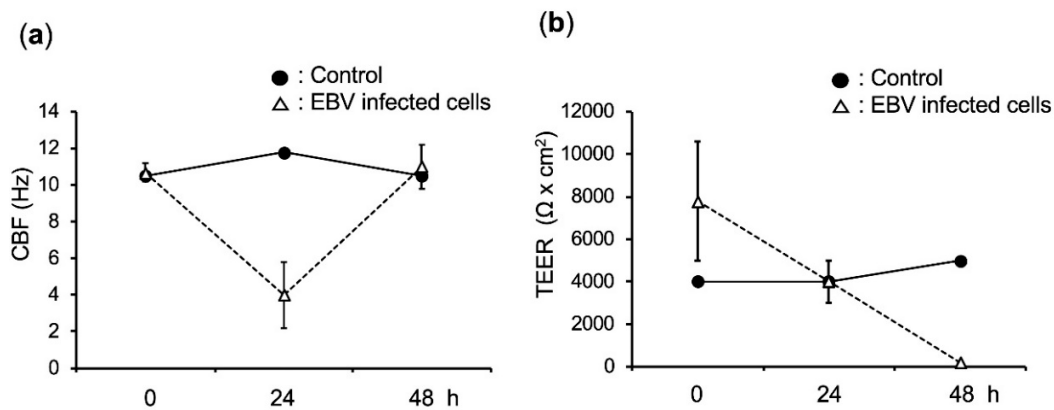 (a)
● : Control
△ : EBV infected cells
14
12
10
8
6
4
2
0
CBF (Hz)
0 24 48 h
(b)
● : Control
△ : EBV infected cells
12000
10000
8000
6000
4000
2000
0
TEER (Ω x cm²)
0 24 48 h